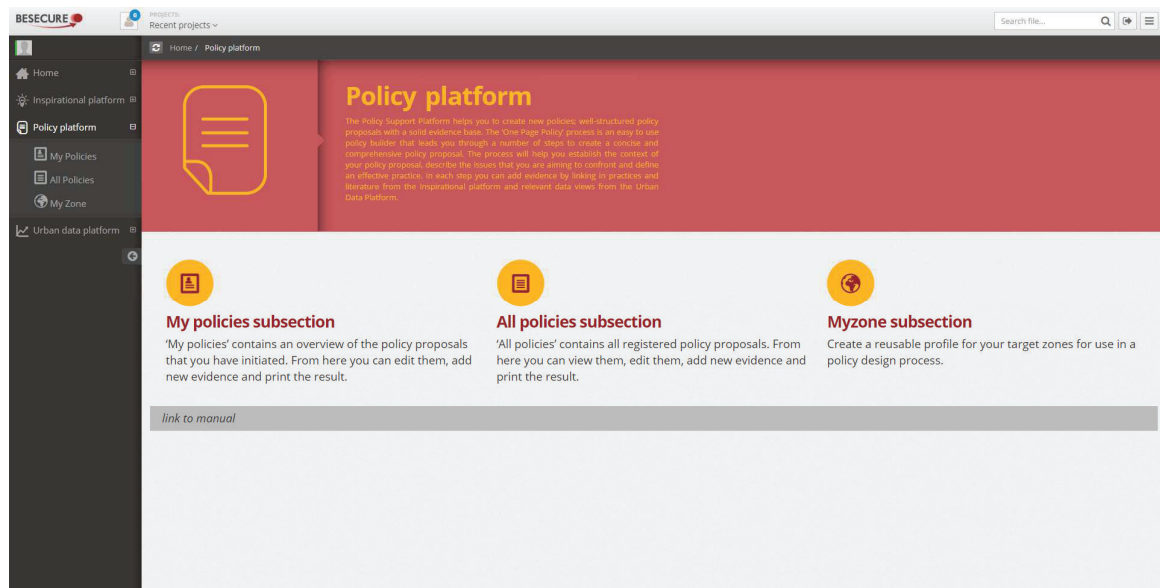 BESECURE
0
PROJECTS:
Recent projects
Search file...
Home / Policy platform
Home
Inspirational platform
Policy platform
My Policies
All Policies
My Zone
Urban data platform
Policy platform
The Policy Support Platform helps you to create new policies; well-structured policy
proposals with a solid evidence base. The 'One Page Policy' process is an easy to use
policy builder that leads you through a number of steps to create a concise and
comprehensive policy proposal. The process will help you establish the context of
your policy proposal, describe the issues that you are aiming to confront and define
an effective practice. In each step you can add evidence by linking in practices and
literature from the Inspirational platform and relevant data views from the Urban
Data Platform.
My policies subsection
'My policies' contains an overview of the policy proposals
that you have initiated. From here you can edit them, add
new evidence and print the result.
All policies subsection
'All policies' contains all registered policy proposals. From
here you can view them, edit them, add new evidence and
print the result.
Myzone subsection
Create a reusable profile for your target zones for use in a
policy design process.
link to manual